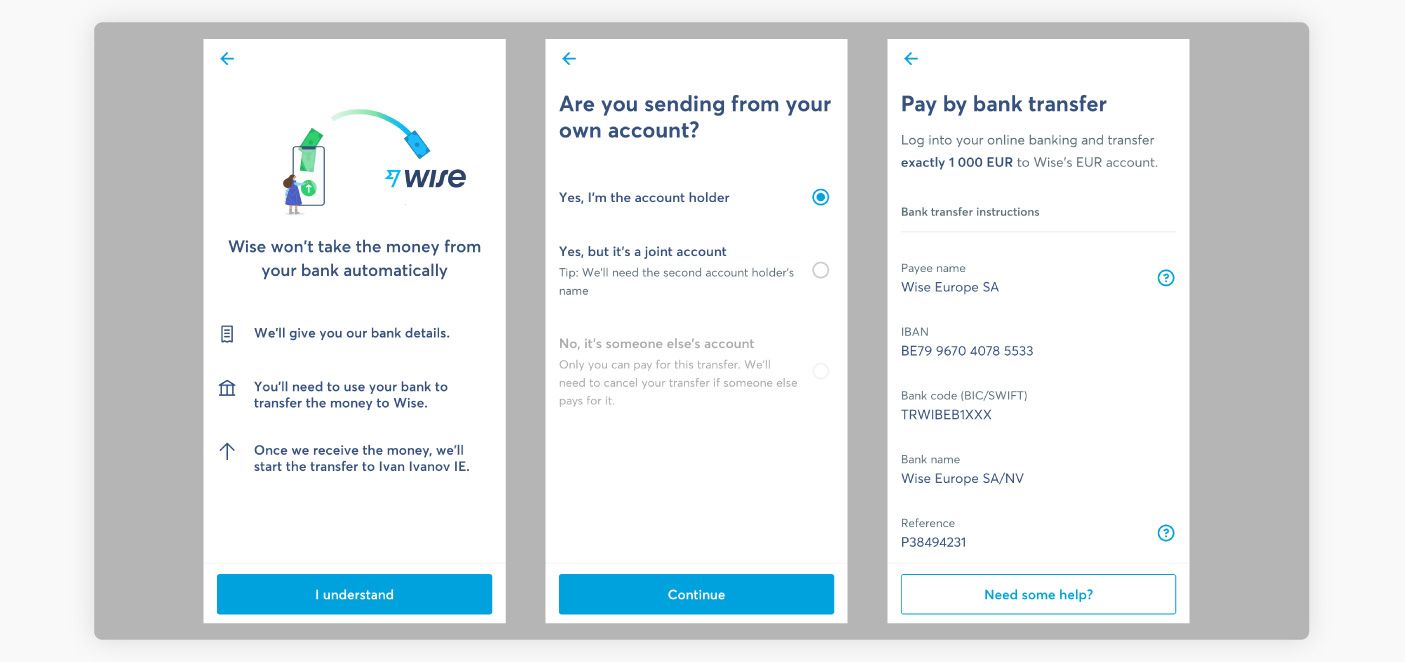 wise
Wise won't take the money from
your bank automatically
We'll give you our bank details.
You'll need to use your bank to
transfer the money to Wise.
Once we receive the money, we'll
start the transfer to Ivan Ivanov IE.
I understand
Are you sending from your
own account?
Yes, I'm the account holder
Yes, but it's a joint account
Tip: We'll need the second account holder's
name
No, it's someone else's account
Only you can pay for this transfer. We'll
need to cancel your transfer if someone else
pays for it.
Continue
Pay by bank transfer
Log into your online banking and transfer
exactly 1 000 EUR to Wise's EUR account.
Bank transfer instructions
Payee name
Wise Europe SA
?
IBAN
BE79 9670 4078 5533
Bank code (BIC/SWIFT)
TRWIBEB1XXX
Bank name
Wise Europe SA/NV
Reference
P38494231
?
Need some help?